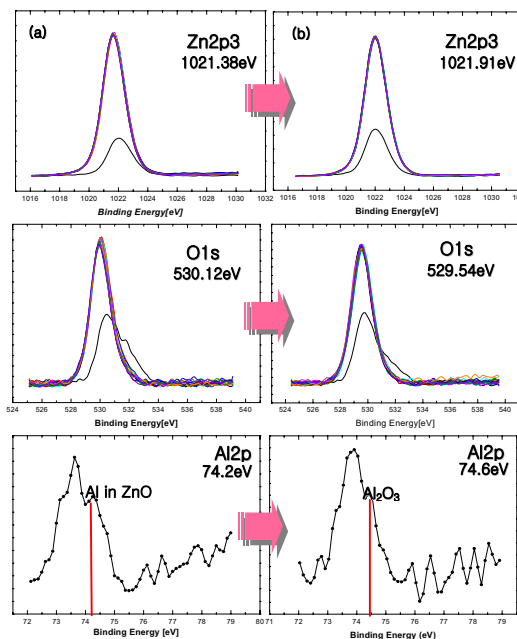 (a)
Zn2p3
1021.38eV
1016 1018 1020 1022 1024 1026 1028 1030 1032
Binding Energy[eV]
(b)
Zn2p3
1021.91eV
1016 1018 1020 1022 1024 1026 1028 1030
Binding Energy[eV]
O1s
530.12eV
524 526 528 530 532 534 536 538 540
Binding Energy[eV]
O1s
529.54eV
524 526 528 530 532 534 536 538 540
Binding Energy[eV]
Al2p
74.2eV
Al in ZnO
72 73 74 75 76 77 78 79 80
Binding Energy [eV]
Al2p
74.6eV
Al₂O₃
71 72 73 74 75 76 77 78 79
Binding Energy [eV]